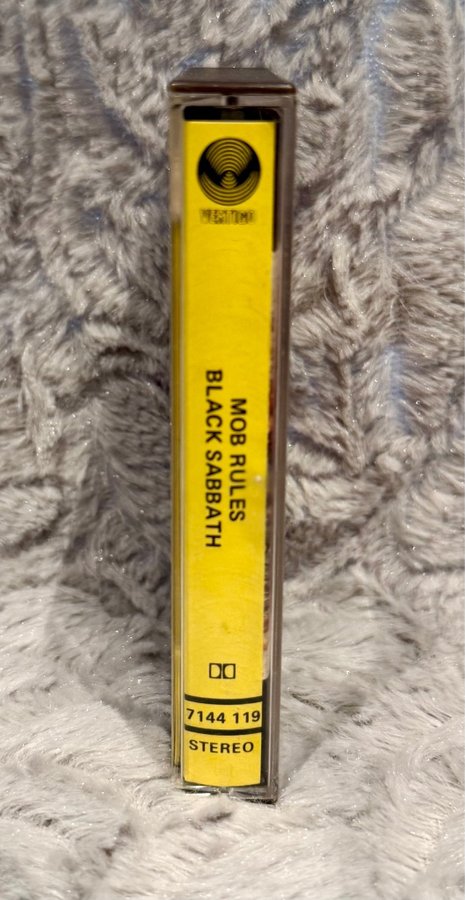 VERTIGO
MOB RULES
BLACK SABBATH
7144 119
STEREO